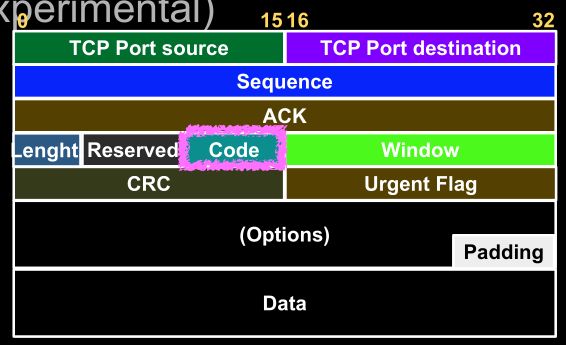 xperimental)
0 15 16 32
TCP Port source TCP Port destination
Sequence
ACK
Lenght Reserved Code Window
CRC Urgent Flag
(Options)
Padding
Data